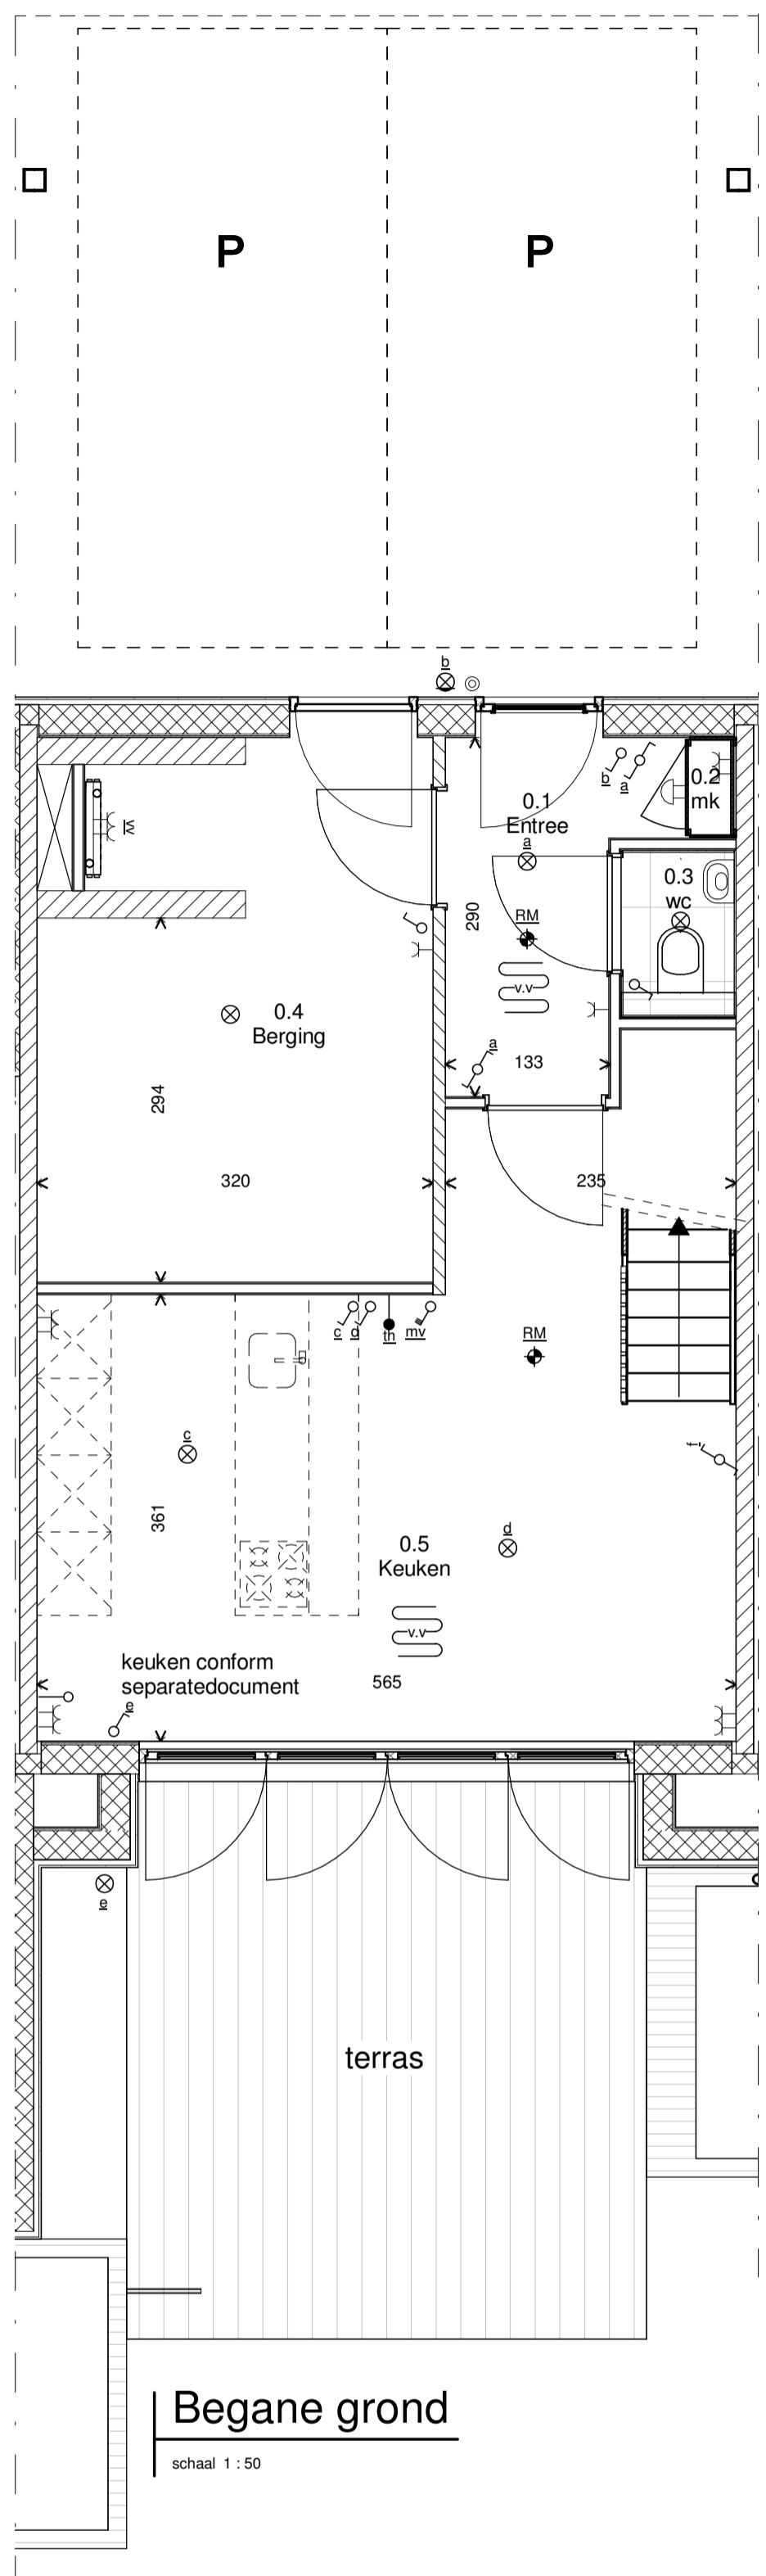 P
P
b
b
a
0.2
mk
0.1
Entree
a
W
0.3
wc
290
RM
v.v
0.4
Berging
a
133
294
320
235
c
d
th
mv
RM
f
c
361
d
0.5
Keuken
v.v
keuken conform
separatedocument
565
e
e
terras
Begane grond
schaal 1 : 50